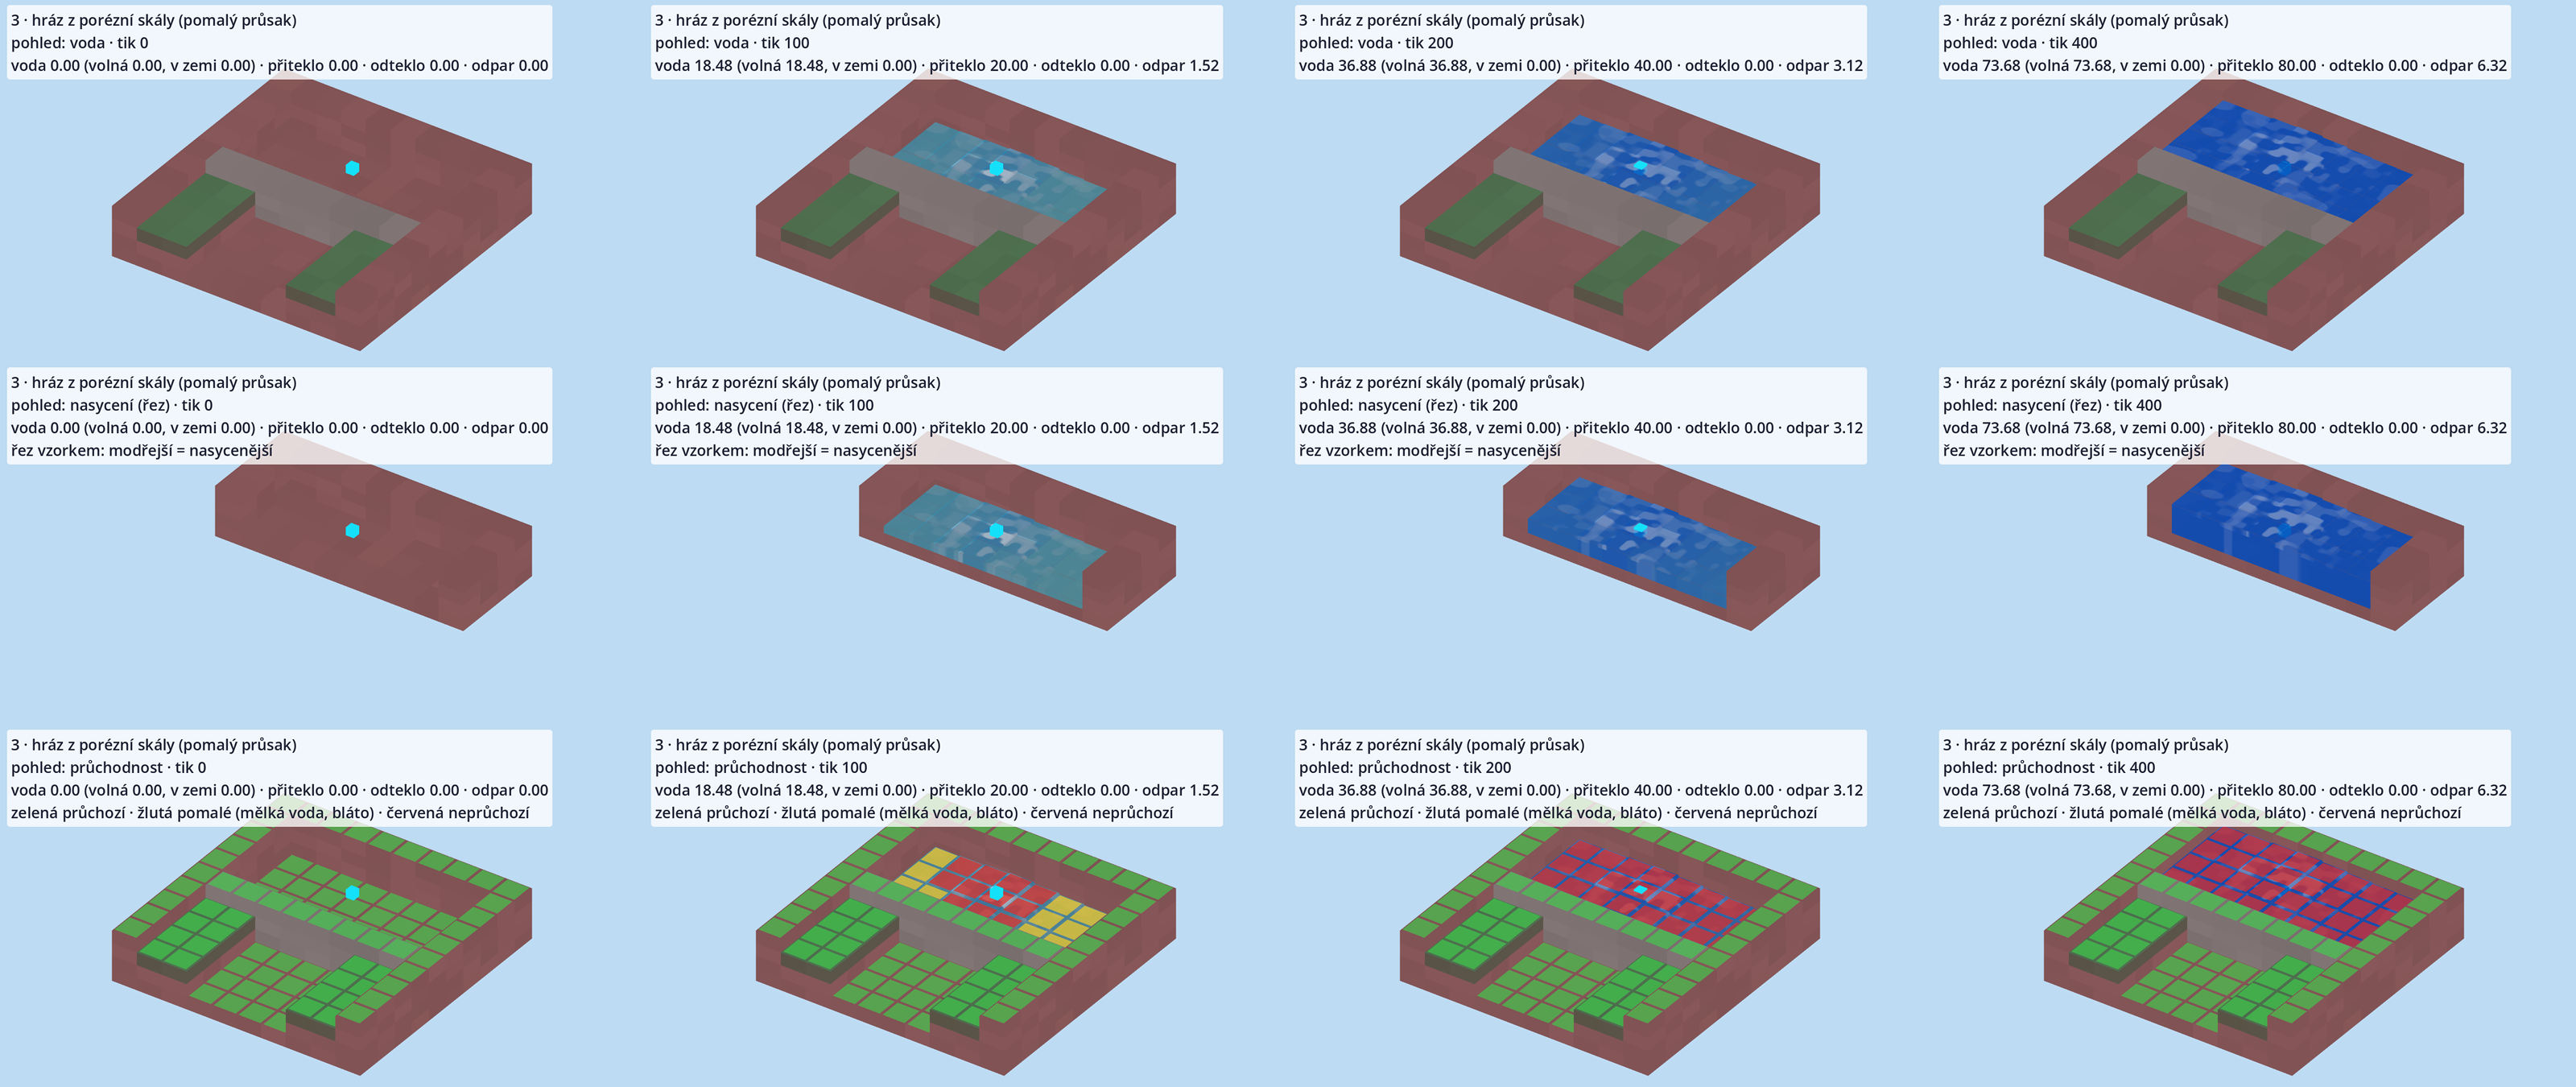 3 · hráz z porézní skály (pomalý průsak)
pohled: voda · tik 0
voda 0.00 (volná 0.00, v zemi 0.00) · přiteklo 0.00 · odteklo 0.00 · odpar 0.00
3 · hráz z porézní skály (pomalý průsak)
pohled: voda · tik 100
voda 18.48 (volná 18.48, v zemi 0.00) · přiteklo 20.00 · odteklo 0.00 · odpar 1.52
3 · hráz z porézní skály (pomalý průsak)
pohled: voda · tik 200
voda 36.88 (volná 36.88, v zemi 0.00) · přiteklo 40.00 · odteklo 0.00 · odpar 3.12
3 · hráz z porézní skály (pomalý průsak)
pohled: voda · tik 400
voda 73.68 (volná 73.68, v zemi 0.00) · přiteklo 80.00 · odteklo 0.00 · odpar 6.32
3 · hráz z porézní skály (pomalý průsak)
pohled: nasycení (řez) · tik 0
voda 0.00 (volná 0.00, v zemi 0.00) · přiteklo 0.00 · odteklo 0.00 · odpar 0.00
řez vzorkem: modřejší = nasycenější
3 · hráz z porézní skály (pomalý průsak)
pohled: nasycení (řez) · tik 100
voda 18.48 (volná 18.48, v zemi 0.00) · přiteklo 20.00 · odteklo 0.00 · odpar 1.52
řez vzorkem: modřejší = nasycenější
3 · hráz z porézní skály (pomalý průsak)
pohled: nasycení (řez) · tik 200
voda 36.88 (volná 36.88, v zemi 0.00) · přiteklo 40.00 · odteklo 0.00 · odpar 3.12
řez vzorkem: modřejší = nasycenější
3 · hráz z porézní skály (pomalý průsak)
pohled: nasycení (řez) · tik 400
voda 73.68 (volná 73.68, v zemi 0.00) · přiteklo 80.00 · odteklo 0.00 · odpar 6.32
řez vzorkem: modřejší = nasycenější
3 · hráz z porézní skály (pomalý průsak)
pohled: průchodnost · tik 0
voda 0.00 (volná 0.00, v zemi 0.00) · přiteklo 0.00 · odteklo 0.00 · odpar 0.00
zelená průchozí · žlutá pomalé (mělká voda, bláto) · červená neprůchozí
3 · hráz z porézní skály (pomalý průsak)
pohled: průchodnost · tik 100
voda 18.48 (volná 18.48, v zemi 0.00) · přiteklo 20.00 · odteklo 0.00 · odpar 1.52
zelená průchozí · žlutá pomalé (mělká voda, bláto) · červená neprůchozí
3 · hráz z porézní skály (pomalý průsak)
pohled: průchodnost · tik 200
voda 36.88 (volná 36.88, v zemi 0.00) · přiteklo 40.00 · odteklo 0.00 · odpar 3.12
zelená průchozí · žlutá pomalé (mělká voda, bláto) · červená neprůchozí
3 · hráz z porézní skály (pomalý průsak)
pohled: průchodnost · tik 400
voda 73.68 (volná 73.68, v zemi 0.00) · přiteklo 80.00 · odteklo 0.00 · odpar 6.32
zelená průchozí · žlutá pomalé (mělká voda, bláto) · červená neprůchozí